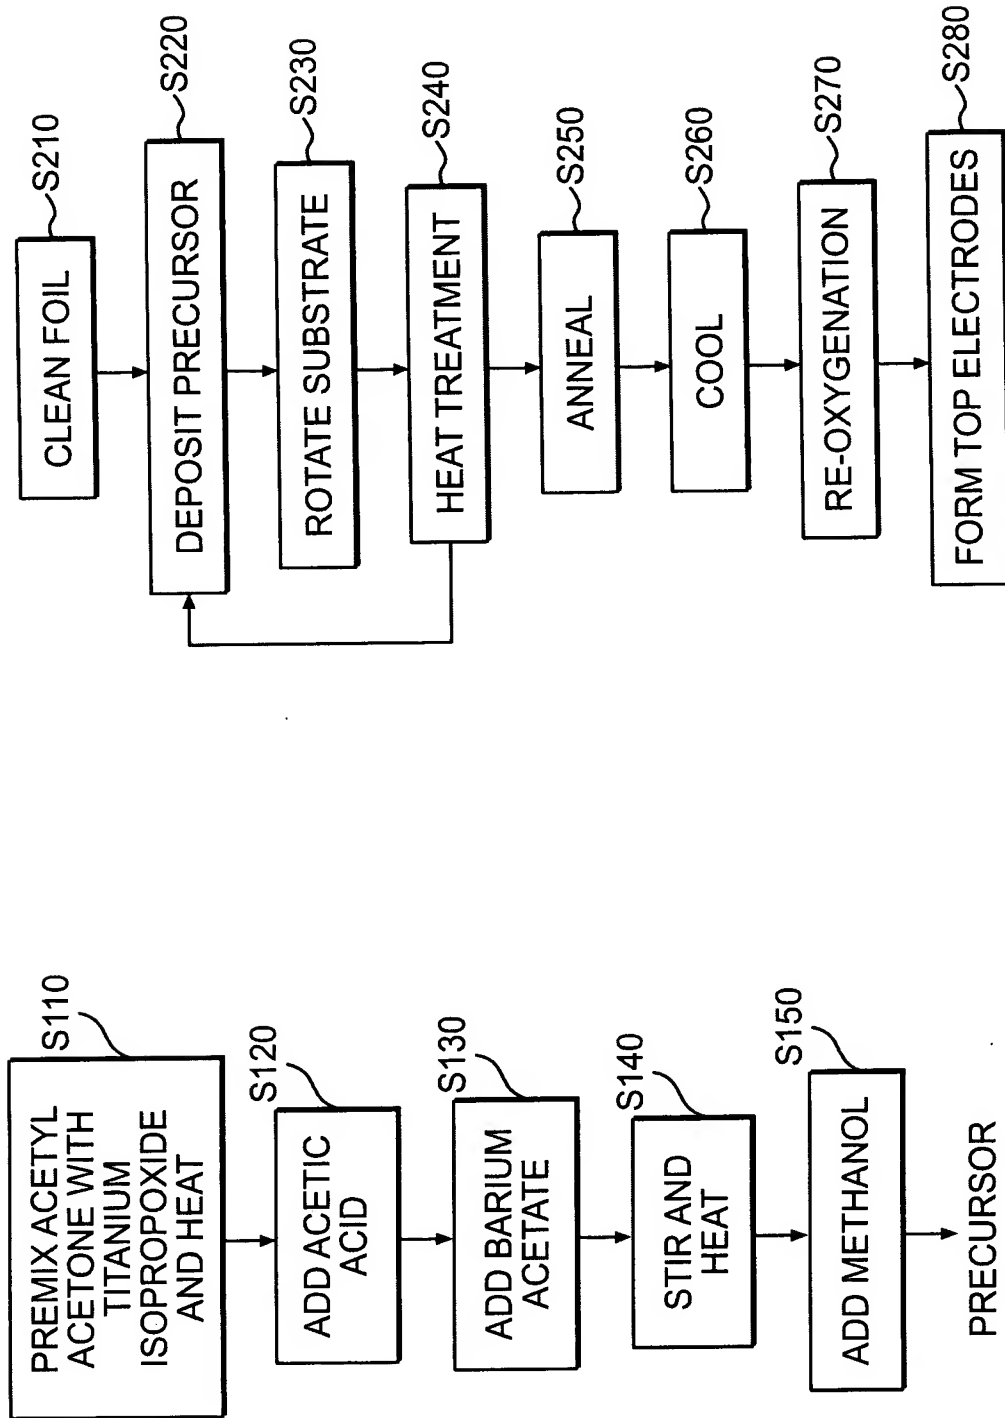 S110
PREMIX ACETYL
ACETONE WITH
TITANIUM
ISOPROPOXIDE
AND HEAT
S120
ADD ACETIC
ACID
S130
ADD BARIUM
ACETATE
S140
STIR AND
HEAT
S150
ADD METHANOL
PRECURSOR
S210
CLEAN FOIL
S220
DEPOSIT PRECURSOR
S230
ROTATE SUBSTRATE
S240
HEAT TREATMENT
S250
ANNEAL
S260
COOL
S270
RE-OXYGENATION
S280
FORM TOP ELECTRODES